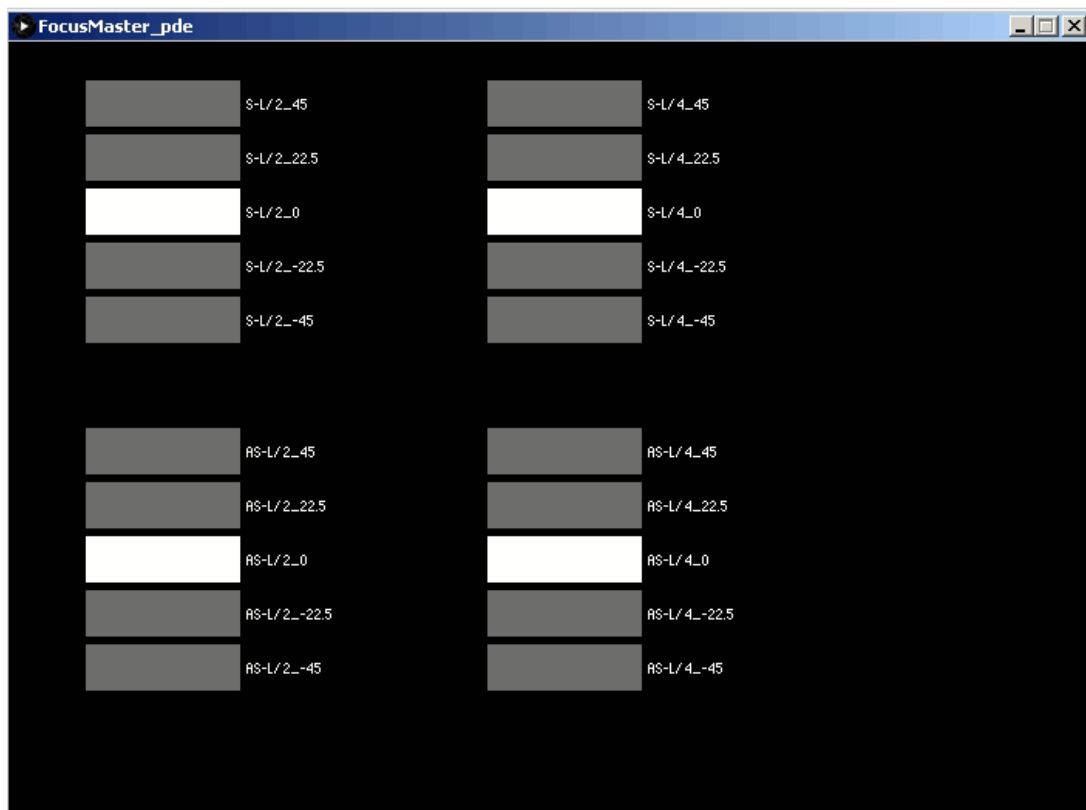 FocusMaster_pde
S-L/2_45
S-L/2_22.5
S-L/2_0
S-L/2_-22.5
S-L/2_-45
S-L/4_45
S-L/4_22.5
S-L/4_0
S-L/4_-22.5
S-L/4_-45
AS-L/2_45
AS-L/2_22.5
AS-L/2_0
AS-L/2_-22.5
AS-L/2_-45
AS-L/4_45
AS-L/4_22.5
AS-L/4_0
AS-L/4_-22.5
AS-L/4_-45